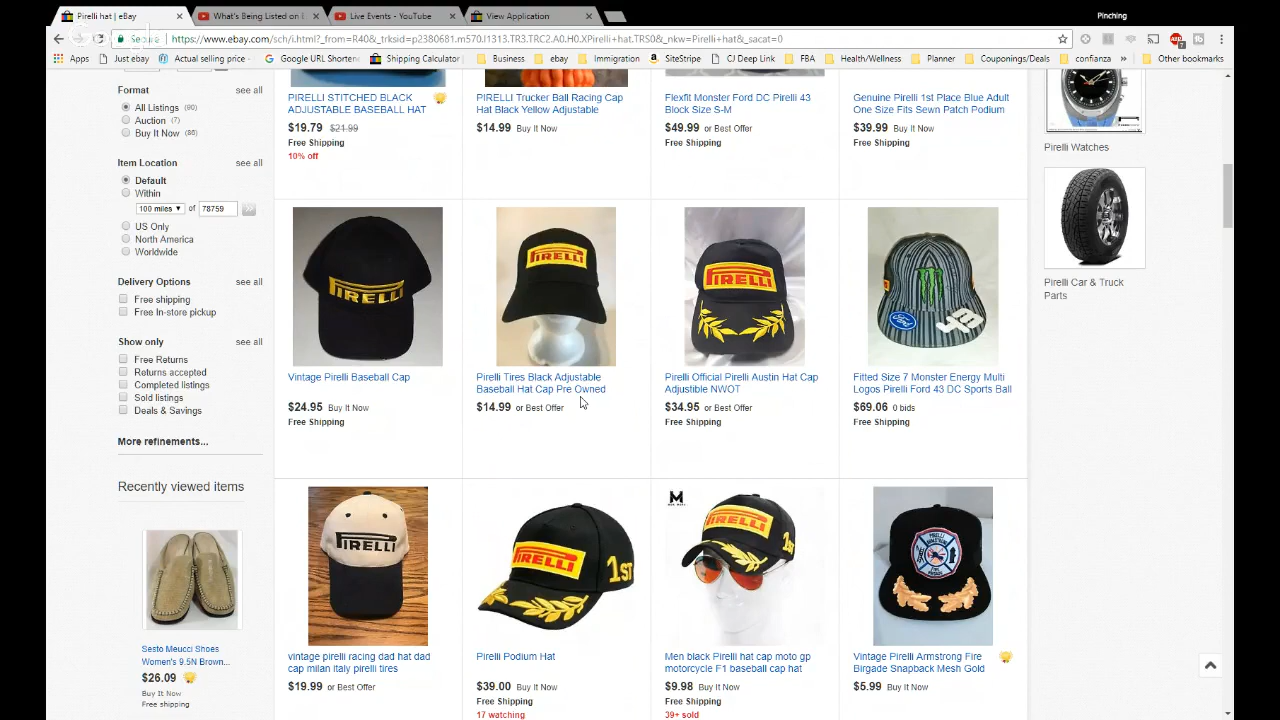 Pirelli hat | eBay
What's Being Listed on
Live Events - YouTube
View Application
Pinching
Secure
https://www.ebay.com/sch/i.html?_from=R40&_trksid=p2380681.m570.l1313.TR3.TRC2.A0.H0.XPirelli+hat.TRS0&_nkw=Pirelli+hat&_sacat=0
Apps
Just ebay
Actual selling price -
Google URL Shortene
Shipping Calculator
Business
ebay
Immigration
SiteStripe
CJ Deep Link
FBA
Health/Wellness
Planner
Couponing/Deals
confianza
Other bookmarks
Format
see all
All Listings (90)
Auction (7)
Buy It Now (86)
Item Location
see all
Default
Within
100 miles
of
78759
US Only
North America
Worldwide
Delivery Options
see all
Free shipping
Free In-store pickup
Show only
see all
Free Returns
Returns accepted
Completed listings
Sold listings
Deals & Savings
More refinements...
Recently viewed items
Sesto Meucci Shoes
Women's 9.5N Brown...
$26.09
Buy It Now
Free shipping
PIRELLI STITCHED BLACK
ADJUSTABLE BASEBALL HAT
$19.79 $21.99
Free Shipping
10% off
PIRELLI Trucker Ball Racing Cap
Hat Black Yellow Adjustable
$14.99 Buy It Now
Flexfit Monster Ford DC Pirelli 43
Block Size S-M
$49.99 or Best Offer
Free Shipping
Genuine Pirelli 1st Place Blue Adult
One Size Fits Sewn Patch Podium
$39.99 Buy It Now
Free Shipping
PIRELLI
Vintage Pirelli Baseball Cap
$24.95 Buy It Now
Free Shipping
PIRELLI
Pirelli Tires Black Adjustable
Baseball Hat Cap Pre Owned
$14.99 or Best Offer
PIRELLI
Pirelli Official Pirelli Austin Hat Cap
Adjustible NWOT
$34.95 or Best Offer
Free Shipping
Ford
Fitted Size 7 Monster Energy Multi
Logos Pirelli Ford 43 DC Sports Ball
$69.06 0 bids
Free Shipping
PIRELLI
vintage pirelli racing dad hat dad
cap milan italy pirelli tires
$19.99 or Best Offer
PIRELLI
1ST
Pirelli Podium Hat
$39.00 Buy It Now
Free Shipping
17 watching
M
PIRELLI
Men black Pirelli hat cap moto gp
motorcycle F1 baseball cap hat
$9.98 Buy It Now
Free Shipping
39+ sold
Vintage Pirelli Armstrong Fire
Birgade Snapback Mesh Gold
$5.99 Buy It Now
Pirelli Watches
Pirelli Car & Truck
Parts